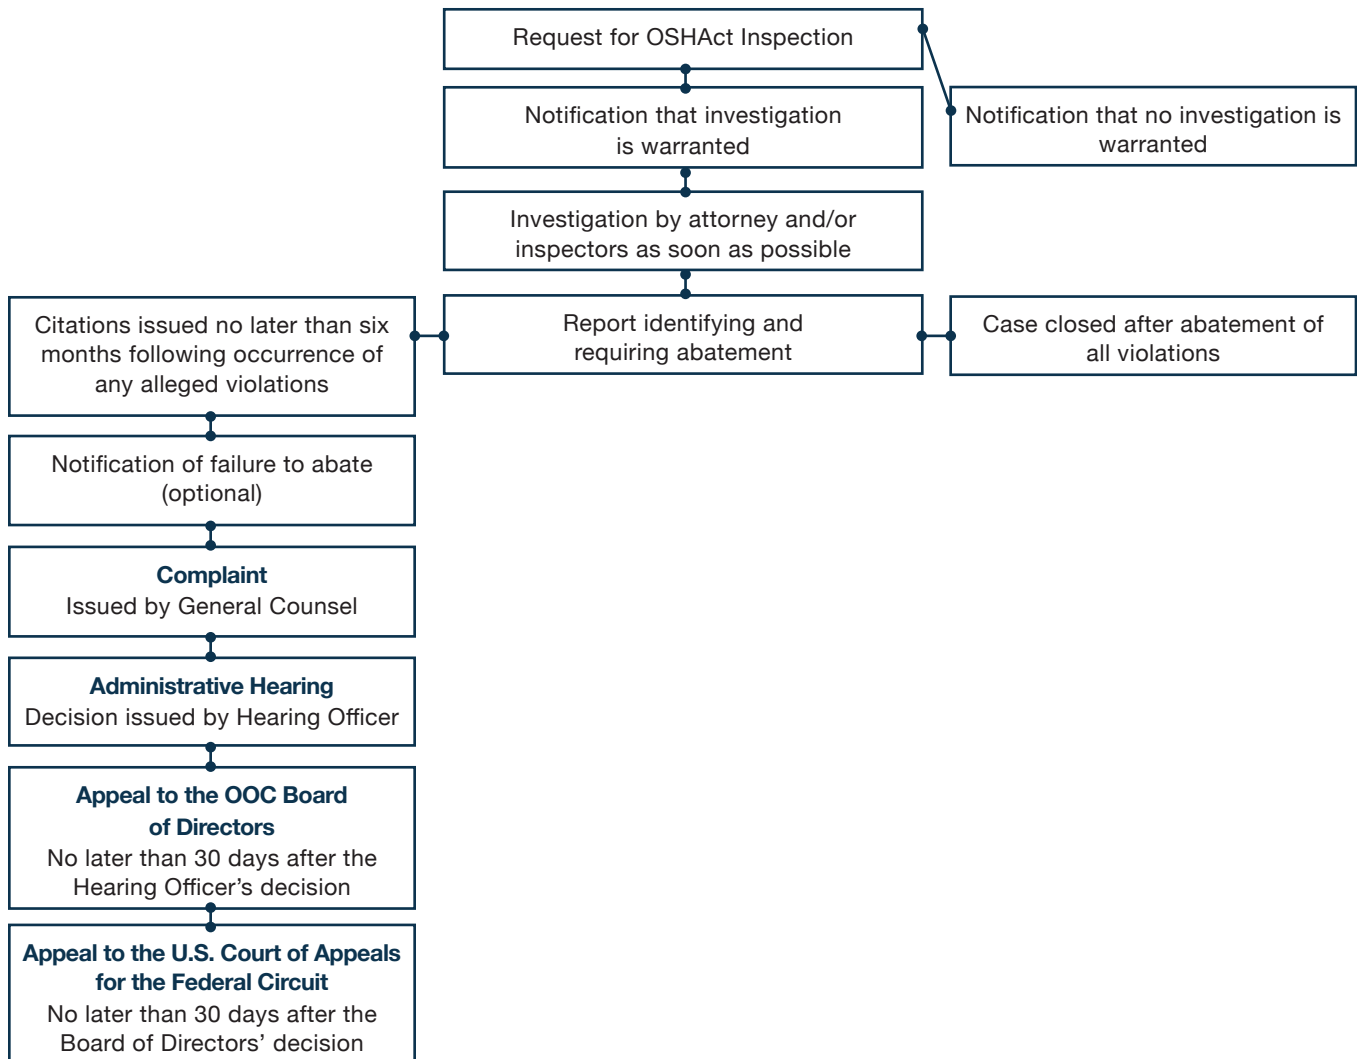 Request for OSHAct Inspection
Notification that investigation
is warranted
Notification that no investigation is
warranted
Investigation by attorney and/or
inspectors as soon as possible
Report identifying and
requiring abatement
Case closed after abatement of
all violations
Citations issued no later than six
months following occurrence of
any alleged violations
Notification of failure to abate
(optional)
Complaint
Issued by General Counsel
Administrative Hearing
Decision issued by Hearing Officer
Appeal to the OOC Board
of Directors
No later than 30 days after the
Hearing Officer’s decision
Appeal to the U.S. Court of Appeals
for the Federal Circuit
No later than 30 days after the
Board of Directors’ decision